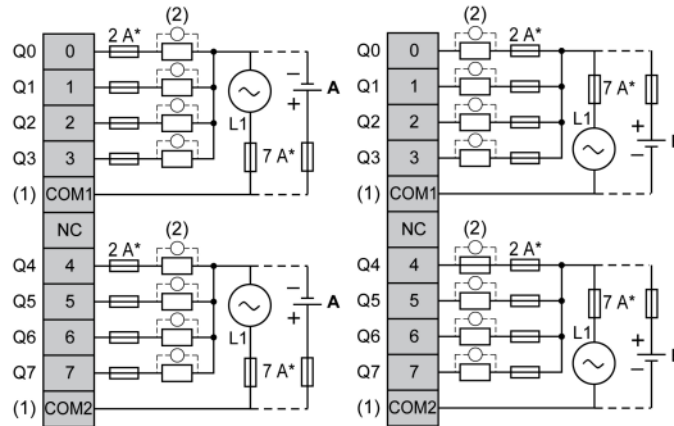 (2) (2)
Q0 0 2 A* Q0 0 2 A*
Q1 1 − A Q1 1 7 A*
Q2 2 + Q2 2 L1 +
L1
Q3 3 7 A* Q3 3 −
(1) COM1 (1) COM1
NC NC
(2) (2)
Q4 4 2 A* Q4 4 2 A*
Q5 5 − A Q5 5 7 A*
Q6 6 L1 + Q6 6 L1 +
Q7 7 7 A* Q7 7 −
(1) COM2 (1) COM2